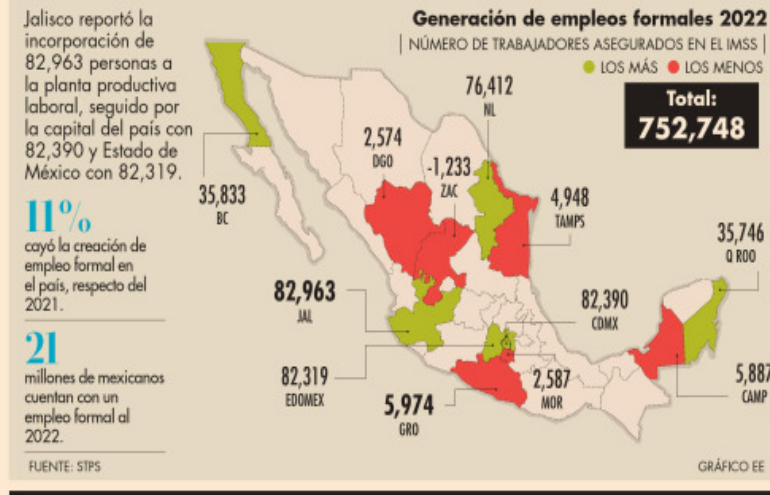 Jalisco reportó la
incorporación de
82,963 personas a
la planta productiva
laboral, seguido por
la capital del país con
82,390 y Estado de
México con 82,319.
11%
cayó la creación de
empleo formal en
el país, respecto del
2021.
21
millones de mexicanos
cuentan con un
empleo formal al
2022.
FUENTE: STPS
Generación de empleos formales 2022
NÚMERO DE TRABAJADORES ASEGURADOS EN EL IMSS
LOS MÁS LOS MENOS
Total:
752,748
76,412
NL
2,574
DGO
-1,233
ZAC
4,948
TAMPS
35,833
BC
35,746
Q ROO
82,963
JAL
82,390
CDMX
82,319
EDOMEX
2,587
MOR
5,974
GRO
5,887
CAMP
GRÁFICO EE